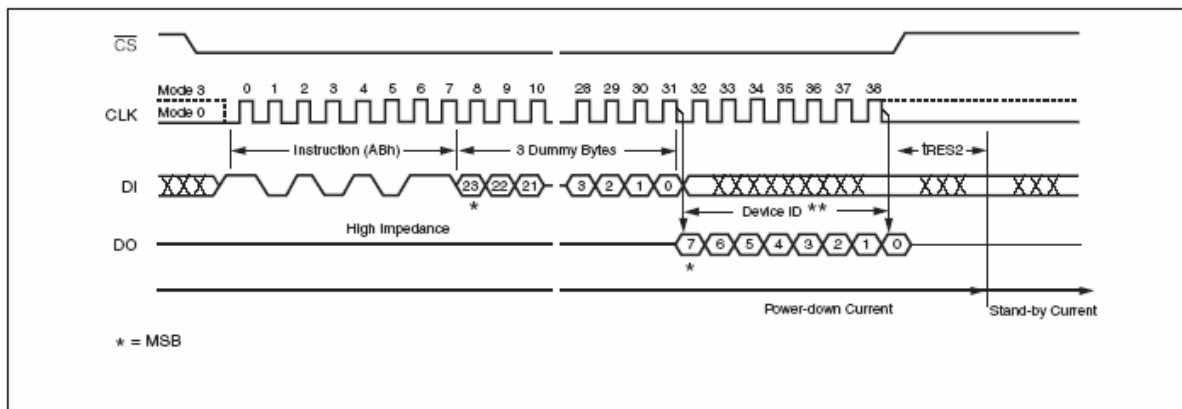 CS
Mode 3 0 1 2 3 4 5 6 7 8 9 10 28 29 30 31 32 33 34 35 36 37 38
CLK Mode 0
Instruction (ABh) 3 Dummy Bytes tRES2
DI 23 22 21 3 2 1 0
* Device ID **
High Impedance
DO 7 6 5 4 3 2 1 0
*
Power-down Current Stand-by Current
* = MSB